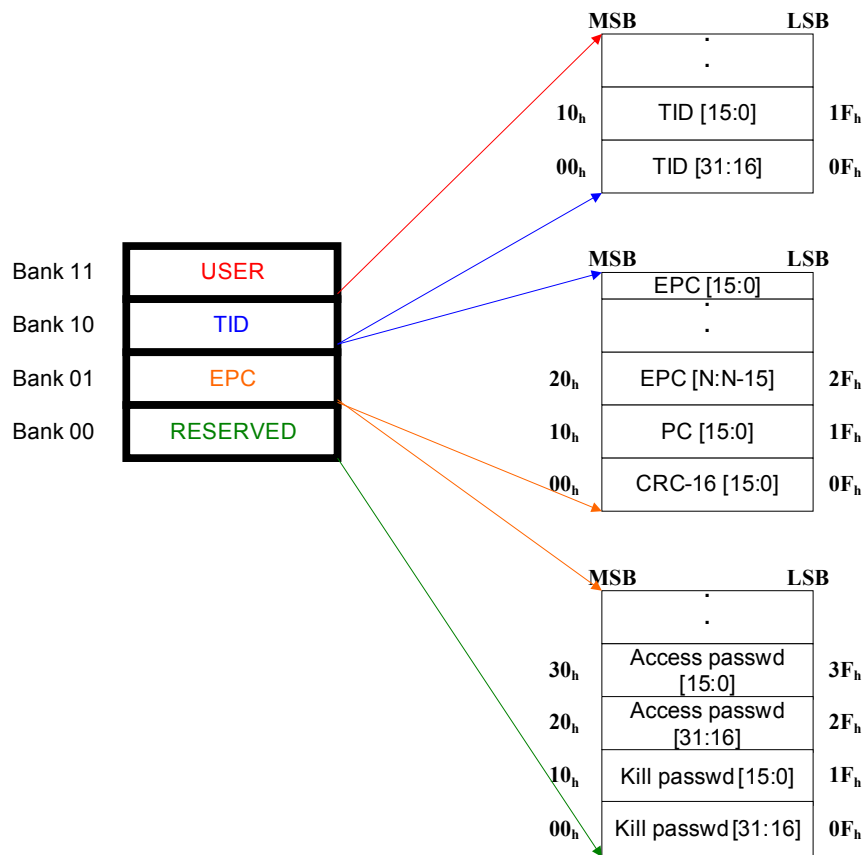 MSB LSB
10h TID [15:0] 1Fh
00h TID [31:16] 0Fh
Bank 11 USER
Bank 10 TID
Bank 01 EPC
Bank 00 RESERVED
MSB LSB
EPC [15:0]
20h EPC [N:N-15] 2Fh
10h PC [15:0] 1Fh
00h CRC-16 [15:0] 0Fh
MSB LSB
30h Access passwd 3Fh
[15:0]
20h Access passwd 2Fh
[31:16]
10h Kill passwd [15:0] 1Fh
00h Kill passwd [31:16] 0Fh